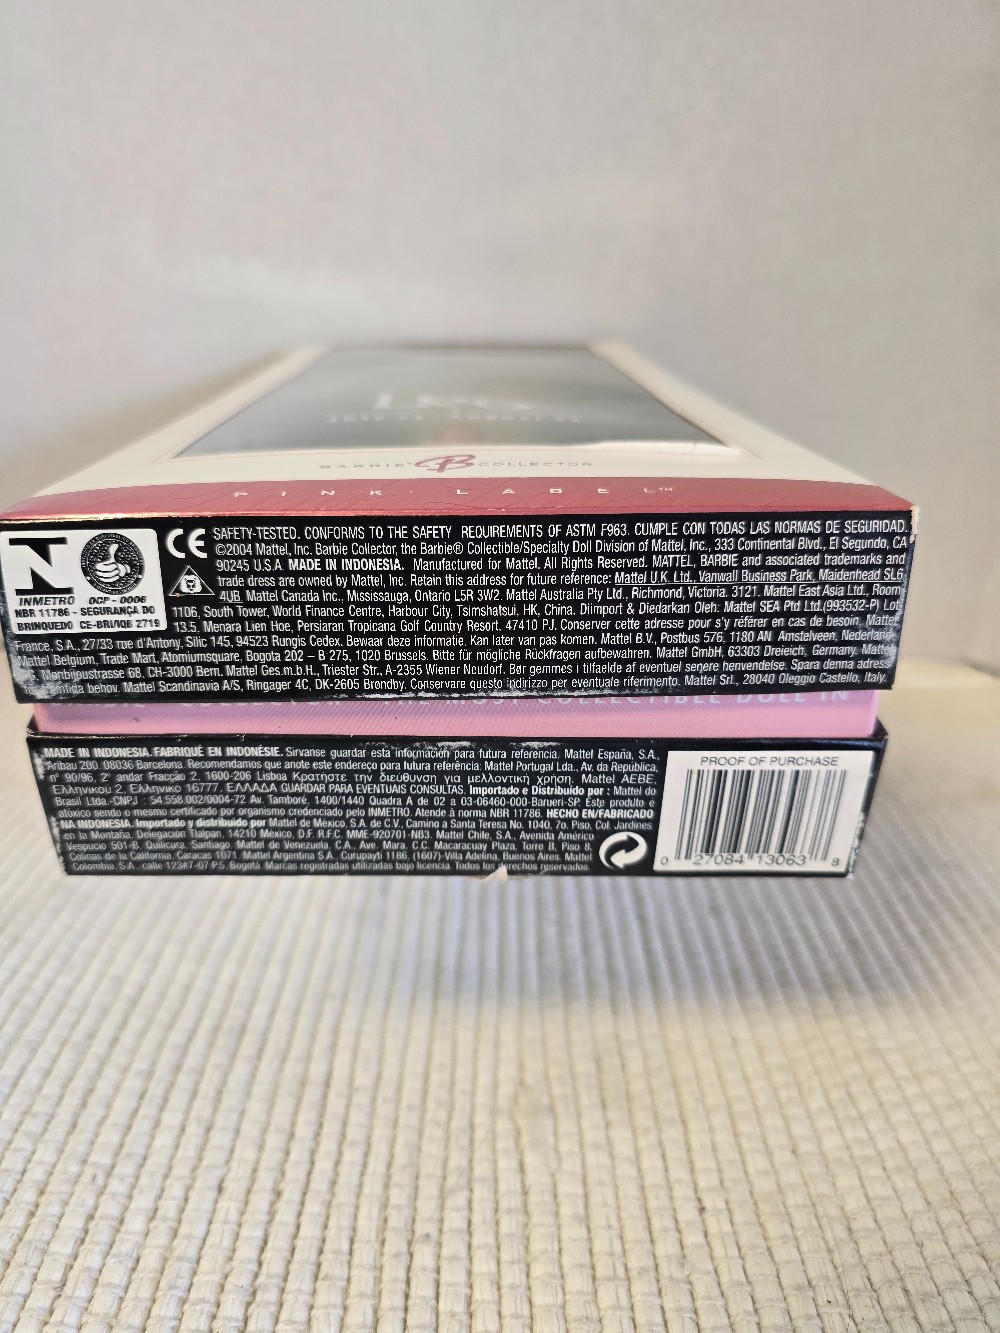 BARBIE® B COLLECTOR
PINK LABEL™
SAFETY-TESTED. CONFORMS TO THE SAFETY REQUIREMENTS OF ASTM F963. CUMPLE CON TODAS LAS NORMAS DE SEGURIDAD.
CE ©2004 Mattel, Inc. Barbie Collector, the Barbie® Collectible/Specialty Doll Division of Mattel, Inc., 333 Continental Blvd., El Segundo, CA
90245 U.S.A. MADE IN INDONESIA. Manufactured for Mattel. All Rights Reserved. MATTEL, BARBIE and associated trademarks and
trade dress are owned by Mattel, Inc. Retain this address for future reference: Mattel U.K. Ltd., Vanwall Business Park, Maidenhead SL6
4UB. Mattel Canada Inc., Mississauga, Ontario L5R 3W2. Mattel Australia Pty Ltd., Richmond, Victoria. 3121. Mattel East Asia Ltd., Room
1106, South Tower, World Finance Centre, Harbour City, Tsimshatsui, HK, China. Diimport & Diedarkan Oleh: Mattel SEA Ptd Ltd.(993532-P) Lot
13.5, Menara Lien Hoe, Persiaran Tropicana Golf Country Resort, 47410 PJ. Conserver cette adresse pour s'y référer en cas de besoin. Mattel
France, S.A., 27/33 rue d'Antony, Silic 145, 94523 Rungis Cedex. Bewaar deze informatie. Kan later van pas komen. Mattel B.V., Postbus 576, 1180 AN Amstelveen, Nederland.
Mattel Belgium, Trade Mart, Atomiumsquare, Bogota 202 – B 275, 1020 Brussels. Bitte für mögliche Rückfragen aufbewahren. Mattel GmbH, 63303 Dreieich, Germany. Mattel
Monbijoustrasse 68, CH-3000 Bern. Mattel Ges.m.b.H., Triester Str., A-2355 Wiener Neudorf. Bør gemmes i tilfælde af eventuel senere henvendelse. Spara denna adress
framtida behov. Mattel Scandinavia A/S, Ringager 4C, DK-2605 Brondby. Conservare questo indirizzo per eventuale riferimento. Mattel Srl., 28040 Oleggio Castello, Italy.
N
INMETRO OCP - 0006
NBR 11786 - SEGURANÇA DO
BRINQUEDO CE-BRI/IQE 2719
THE MOST COLLECTIBLE DOLL IN
MADE IN INDONESIA. FABRIQUÉ EN INDONÉSIE. Sirvanse guardar esta información para futura referencia. Mattel España, S.A.,
Aribau 200. 08036 Barcelona. Recomendamos que anote este endereço para futura referência: Mattel Portugal Lda., Av. da República,
nº 90/96, 2º andar Fracção 2, 1600-206 Lisboa Κρατήστε την διεύθυνση για μελλοντική χρήση. Mattel AEBE,
Ελληνικού 2, Ελληνικο 16777, ΕΛΛΑΔΑ GUARDAR PARA EVENTUAIS CONSULTAS. Importado e Distribuido por : Mattel do
Brasil Ltda.-CNPJ : 54.558.002/0004-72 Av. Tamboré, 1400/1440 Quadra A de 02 a 03-06460-000-Barueri-SP. Este produto é
atóxico sendo o mesmo certificado por organismo credenciado pelo INMETRO. Atende à norma NBR 11786. HECHO EN/FABRICADO
NA INDONESIA. Importado y distribuido por Mattel de México, S.A. de C.V., Camino a Santa Teresa No. 1040, 7o. Piso, Col. Jardines
en la Montaña, Delegación Tlalpan, 14210 México, D.F. R.F.C. MME-920701-NB3. Mattel Chile, S.A., Avenida Américo
Vespucio 501-B, Quilicura, Santiago. Mattel de Venezuela, C.A., Ave. Mara, C.C. Macaracuay Plaza, Torre B, Piso 8,
Colinas de la California, Caracas 1071. Mattel Argentina S.A., Curupaytí 1186, (1607)-Villa Adelina, Buenos Aires. Mattel
Colombia, S.A., calle 123#7-07 P.5, Bogotá. Marcas registradas utilizadas bajo licencia. Todos los derechos reservados.
PROOF OF PURCHASE
0 27084 13063 8